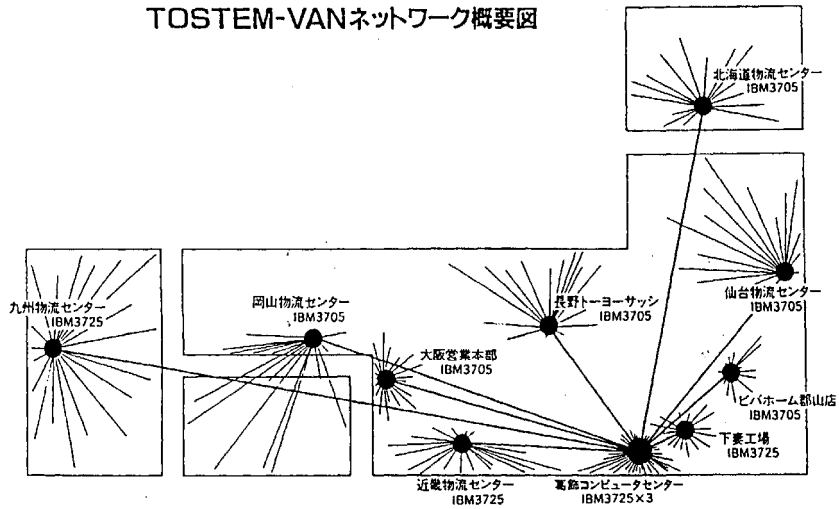 TOSTEM-VANネットワーク概要図
北海道物流センター
IBM3705
九州物流センター
IBM3725
岡山物流センター
IBM3705
長野トーヨーサッシ
IBM3705
仙台物流センター
IBM3705
大阪営業本部
IBM3705
ビバホーム郡山店
IBM3705
下妻工場
IBM3725
近畿物流センター
IBM3725
葛飾コンピュータセンター
IBM3725×3